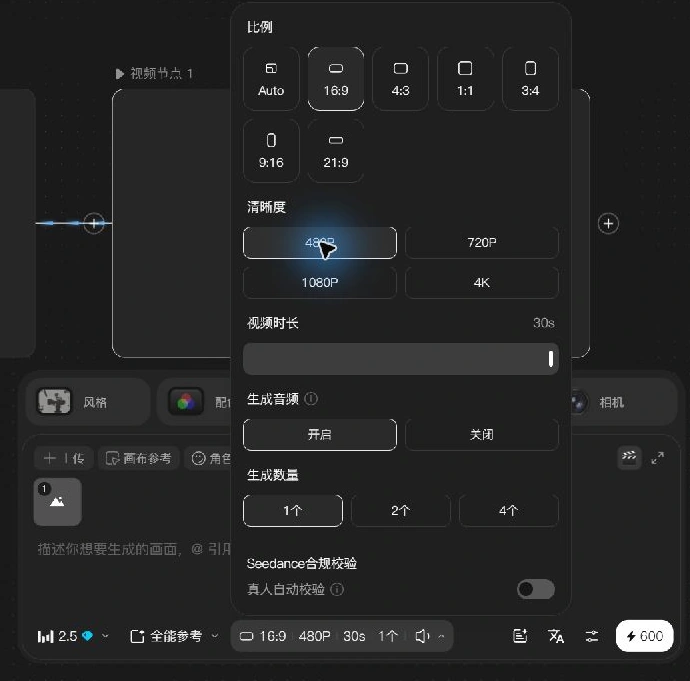 比例
视频节点 1
Auto
16:9
4:3
1:1
3:4
9:16
21:9
清晰度
480P
720P
1080P
4K
视频时长
30s
生成音频
开启
关闭
风格
相机
生成数量
画布参考
角色
1
1个
2个
4个
描述你想要生成的画面，@ 引用
Seedance合规校验
真人自动校验
2.5
全能参考
16:9
480P
30s
1个
600